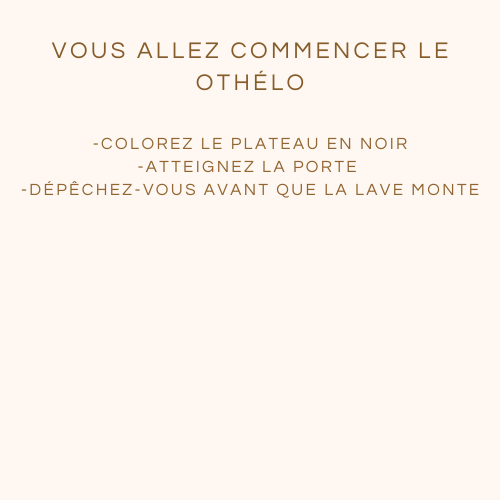 VOUS ALLEZ COMMENCER LE
OTHÉLO
-COLOREZ LE PLATEAU EN NOIR
-ATTEIGNEZ LA PORTE
-DÉPÊCHEZ-VOUS AVANT QUE LA LAVE MONTE